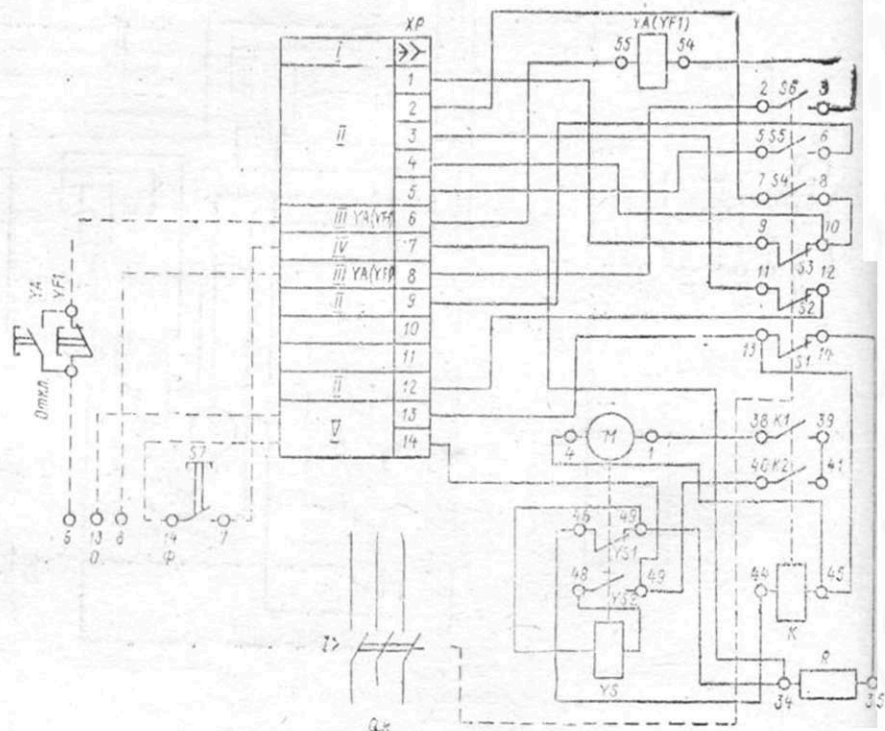 XP
YA(YF1)
I
55 54
1
2
2 S6 3
II
3
5 S5 6
4
7 S4 8
5
III YA(YF1) 6
9 10
IV 7
S3
III YA(YF1) 8
11 12
S2
II 9
YA
YF1
10
11
13 14
S1
Откл.
II 12
13
V
14
4 M 1
38 K1 39
40 K2 41
S7
6 13 8 14 7
O Ф
46 49
YS1
48 49
YS2
44 45
K
I>
YS
R
34 35